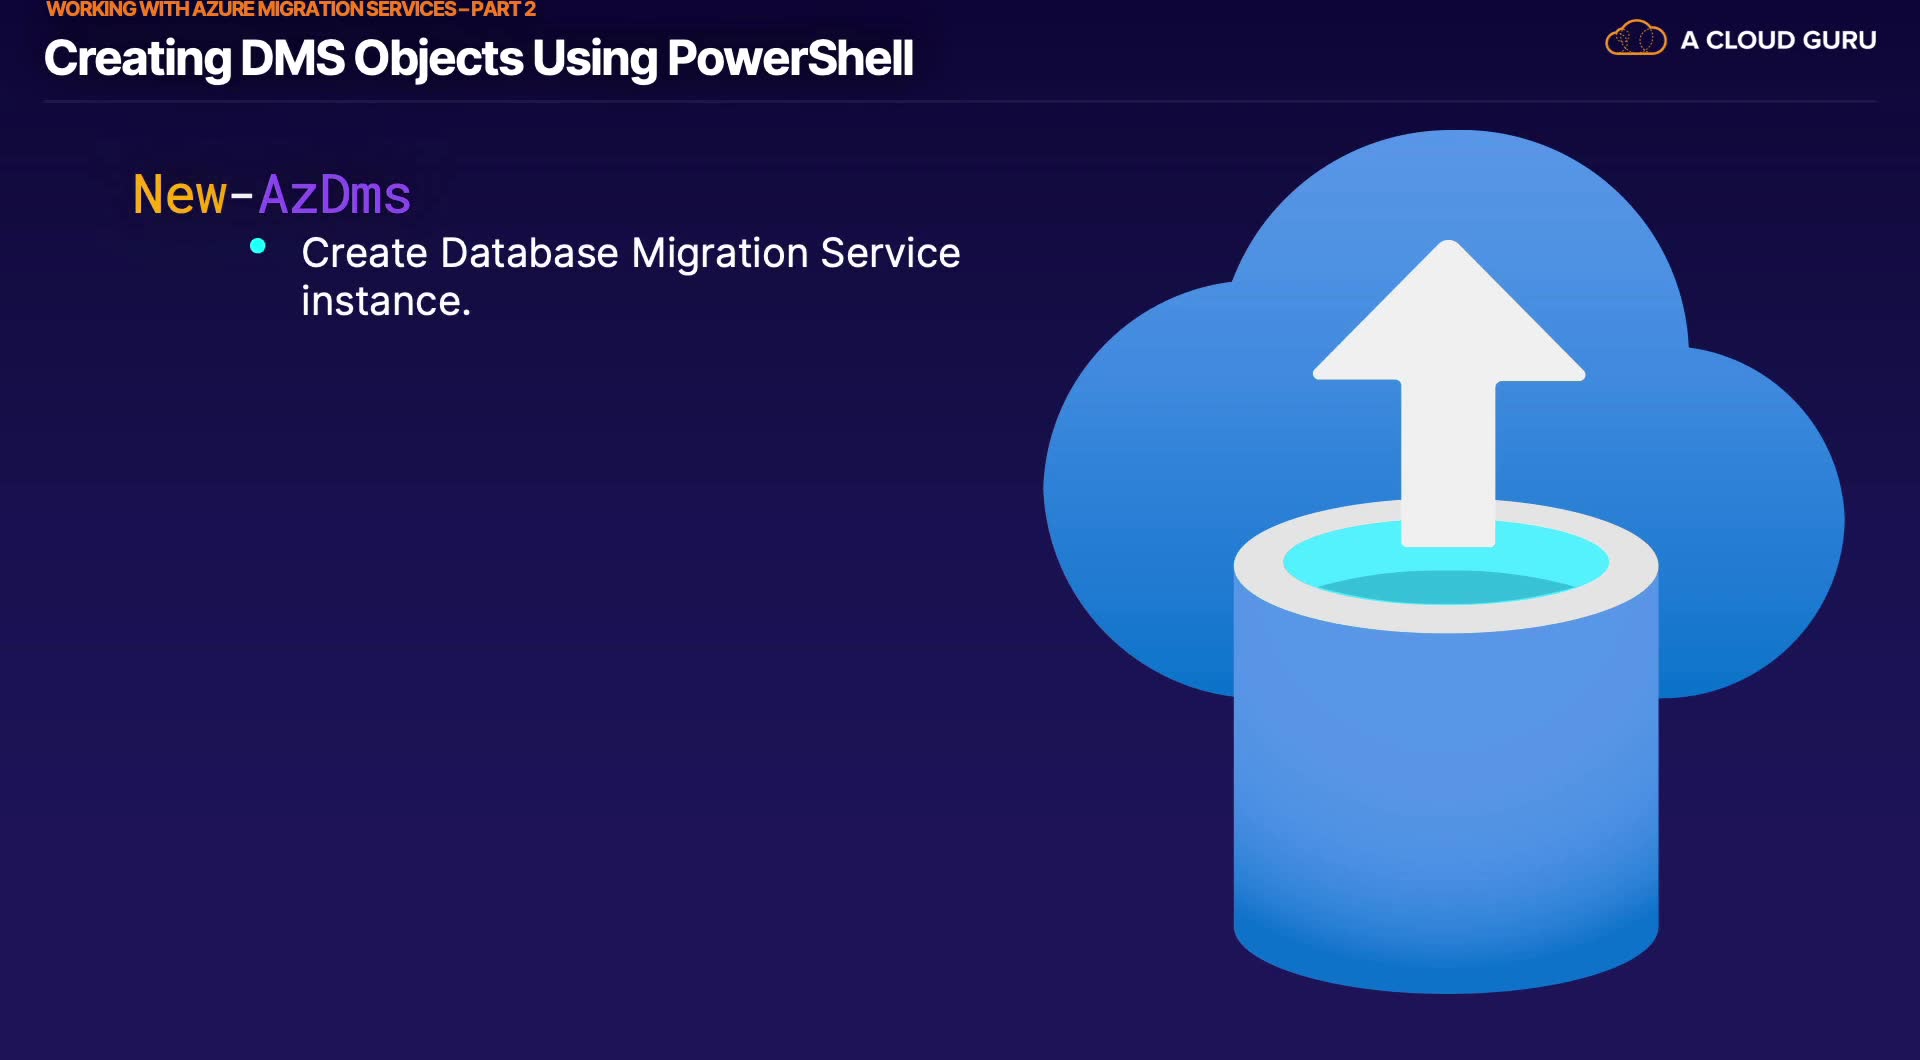 WORKING WITH AZURE MIGRATION SERVICES – PART 2
Creating DMS Objects Using PowerShell
A CLOUD GURU
New-AzDms
Create Database Migration Service
instance.